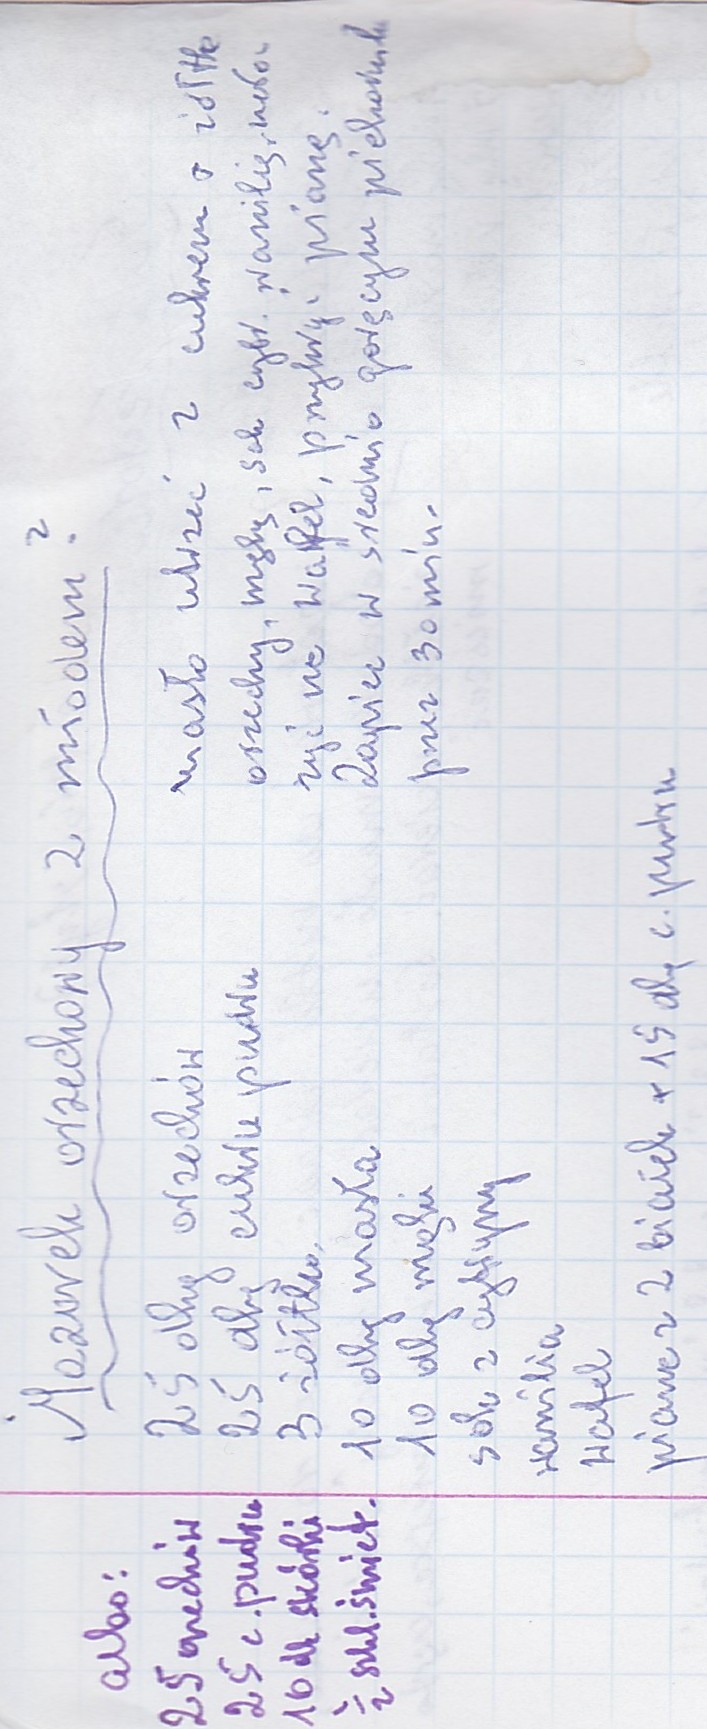 Mazurek orzechowy z miodem?
albo:
25 orzechów
25 c. pudru
10 dk skórki
1/2 szkl. śmiet.
25 dkg orzechów
25 dkg cukru pudru
3 żółtka
10 dkg masła
10 dkg mąki
sok z cytryny
wanilia
wafel
piana z 2 białek + 15 dkg c. pudru
masło utrzeć z cukrem + żółtka
orzechy, mąkę, sok cytr. wanilię, nało-
żyć na wafel, przykryć pianą.
Zapiec w średnio gorącym piekarniku
przez 30 min.